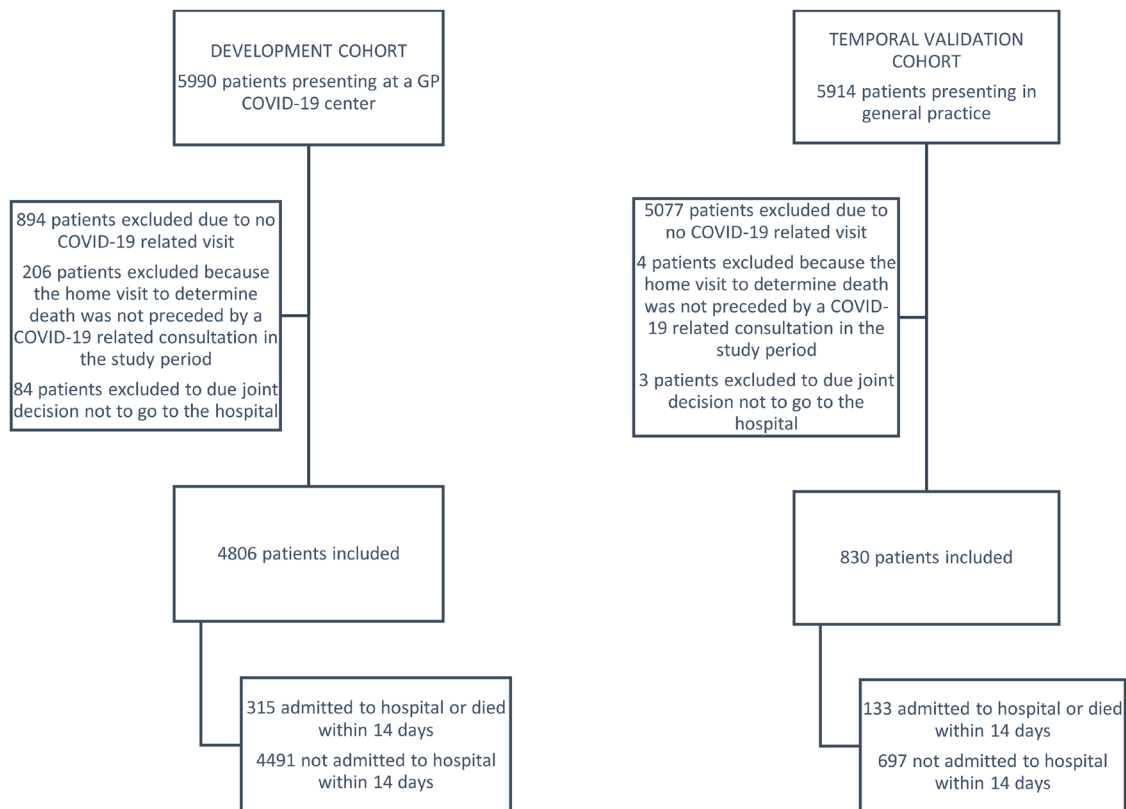 DEVELOPMENT COHORT
5990 patients presenting at a GP
COVID-19 center
894 patients excluded due to no
COVID-19 related visit
206 patients excluded because
the home visit to determine
death was not preceded by a
COVID-19 related consultation in
the study period
84 patients excluded to due joint
decision not to go to the hospital
4806 patients included
315 admitted to hospital or died
within 14 days
4491 not admitted to hospital
within 14 days
TEMPORAL VALIDATION
COHORT
5914 patients presenting in
general practice
5077 patients excluded due to
no COVID-19 related visit
4 patients excluded because the
home visit to determine death
was not preceded by a COVID-
19 related consultation in the
study period
3 patients excluded to due joint
decision not to go to the
hospital
830 patients included
133 admitted to hospital or died
within 14 days
697 not admitted to hospital
within 14 days